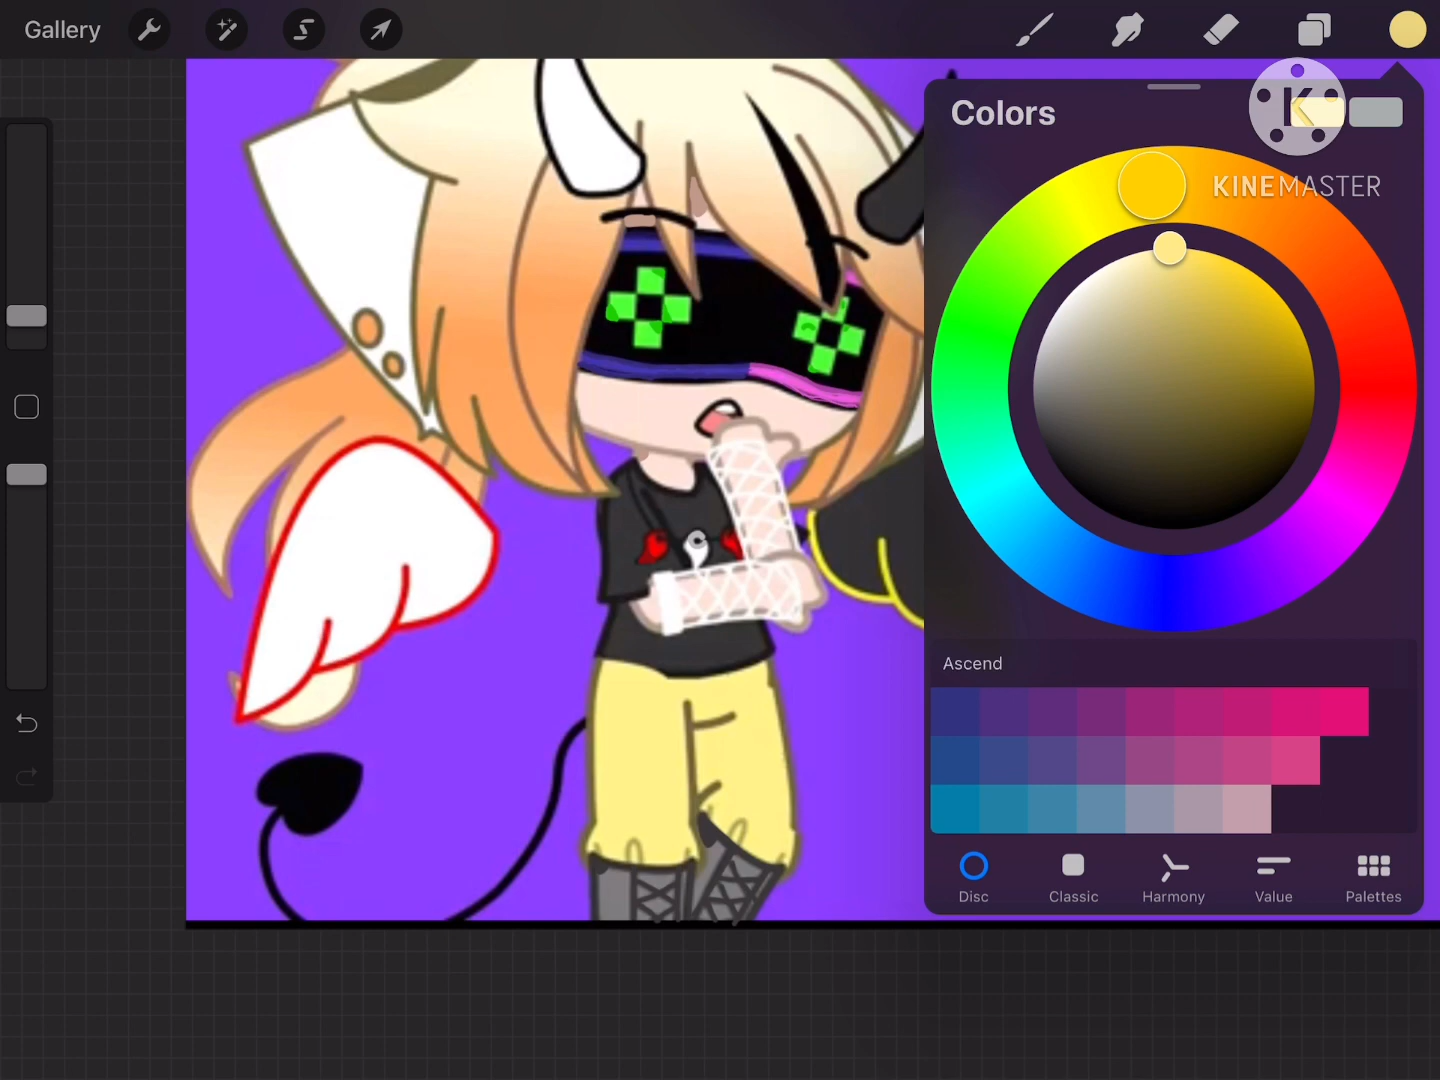 Gallery
Colors
K
KINEMASTER
Ascend
Disc
Classic
Harmony
Value
Palettes